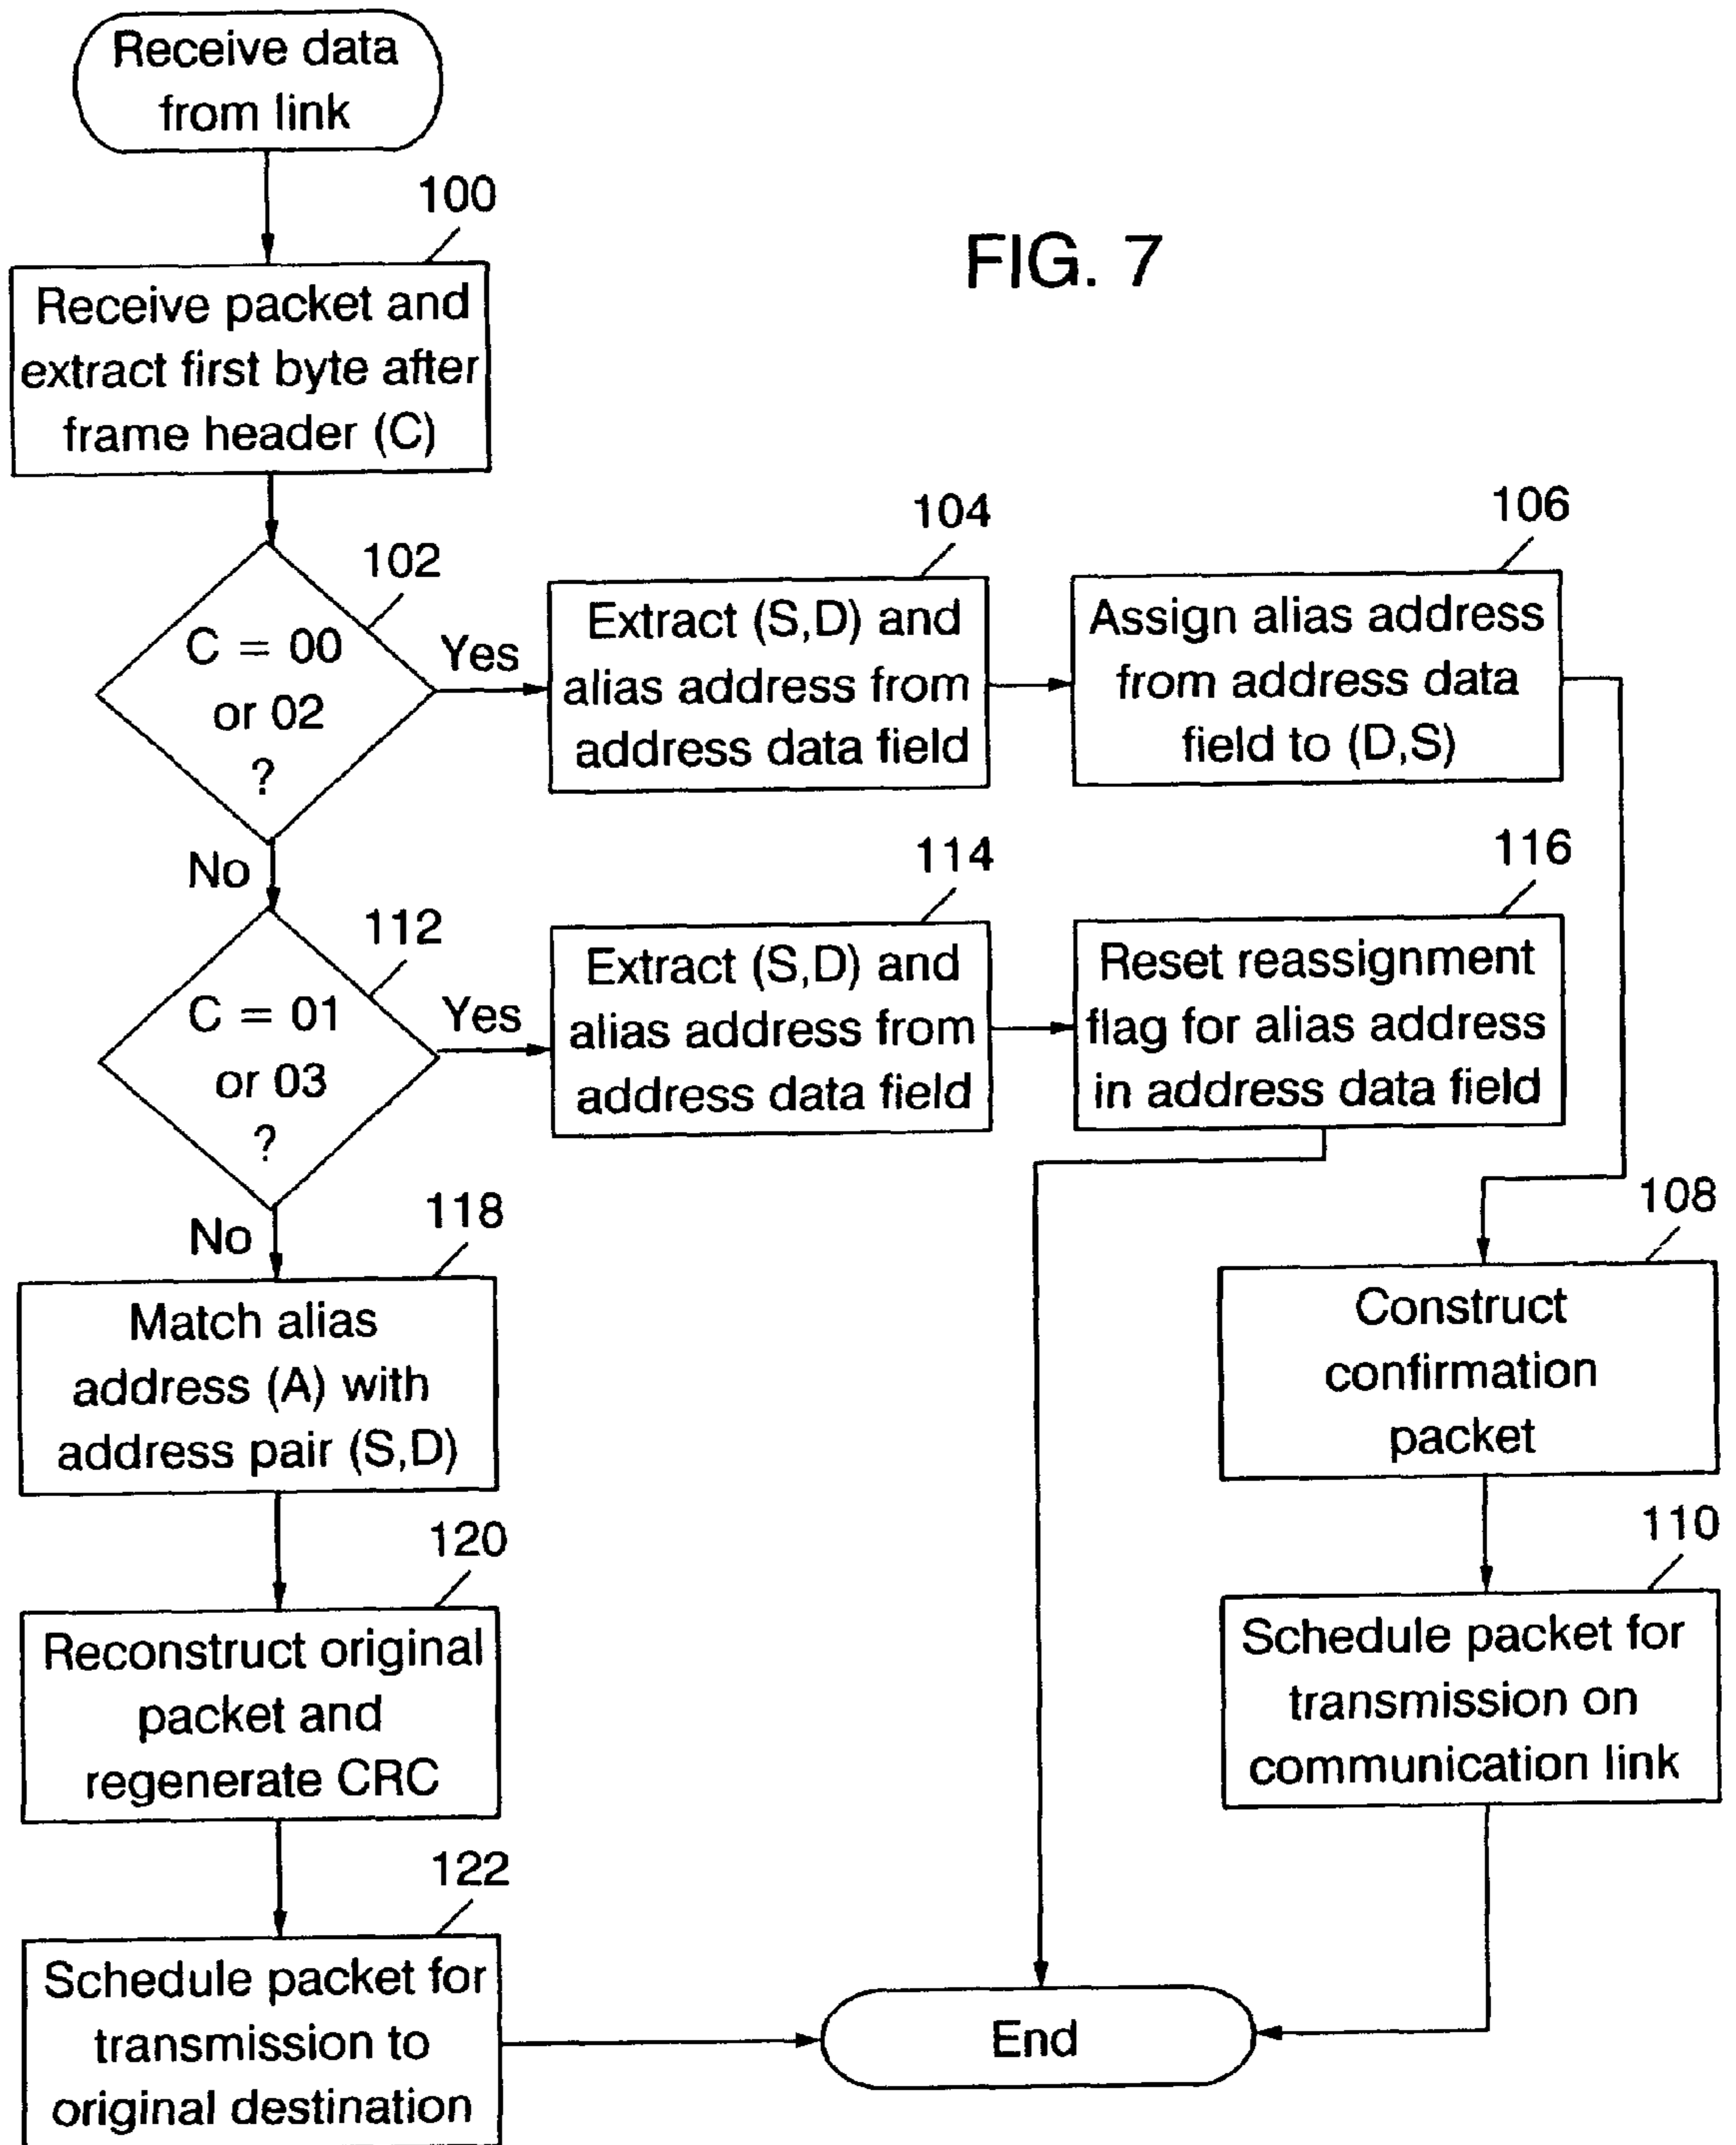 Receive data
from link
100
FIG. 7
Receive packet and
extract first byte after
frame header (C)
102
C = 00
or 02
?
Yes
No
104
Extract (S,D) and
alias address from
address data field
106
Assign alias address
from address data
field to (D,S)
112
C = 01
or 03
?
Yes
No
114
Extract (S,D) and
alias address from
address data field
116
Reset reassignment
flag for alias address
in address data field
108
Construct
confirmation
packet
110
Schedule packet for
transmission on
communication link
118
Match alias
address (A) with
address pair (S,D)
120
Reconstruct original
packet and
regenerate CRC
122
Schedule packet for
transmission to
original destination
End